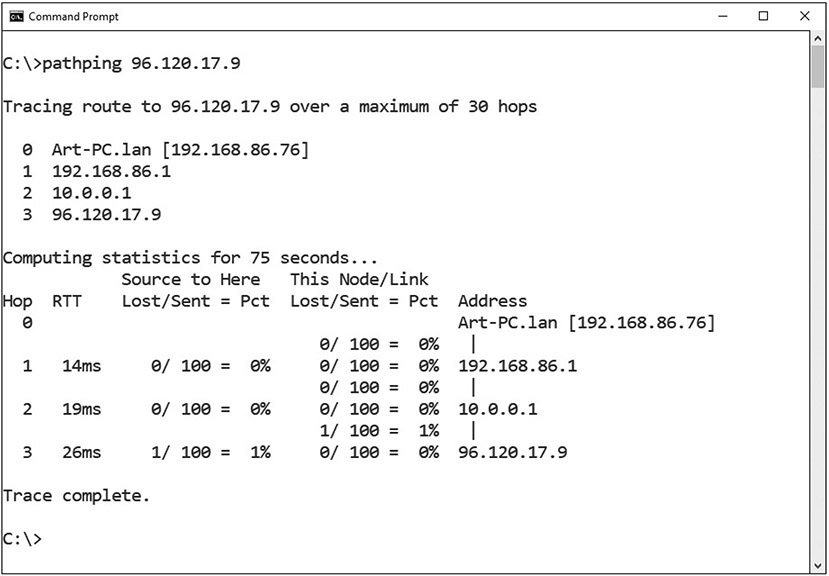 Command Prompt
C:\>pathping 96.120.17.9
Tracing route to 96.120.17.9 over a maximum of 30 hops
0 Art-PC.lan [192.168.86.76]
1 192.168.86.1
2 10.0.0.1
3 96.120.17.9
Computing statistics for 75 seconds...
Source to Here This Node/Link
Hop RTT Lost/Sent = Pct Lost/Sent = Pct Address
0 Art-PC.lan [192.168.86.76]
0/ 100 = 0% |
1 14ms 0/ 100 = 0% 0/ 100 = 0% 192.168.86.1
0/ 100 = 0% |
2 19ms 0/ 100 = 0% 0/ 100 = 0% 10.0.0.1
1/ 100 = 1% |
3 26ms 1/ 100 = 1% 0/ 100 = 0% 96.120.17.9
Trace complete.
C:\>